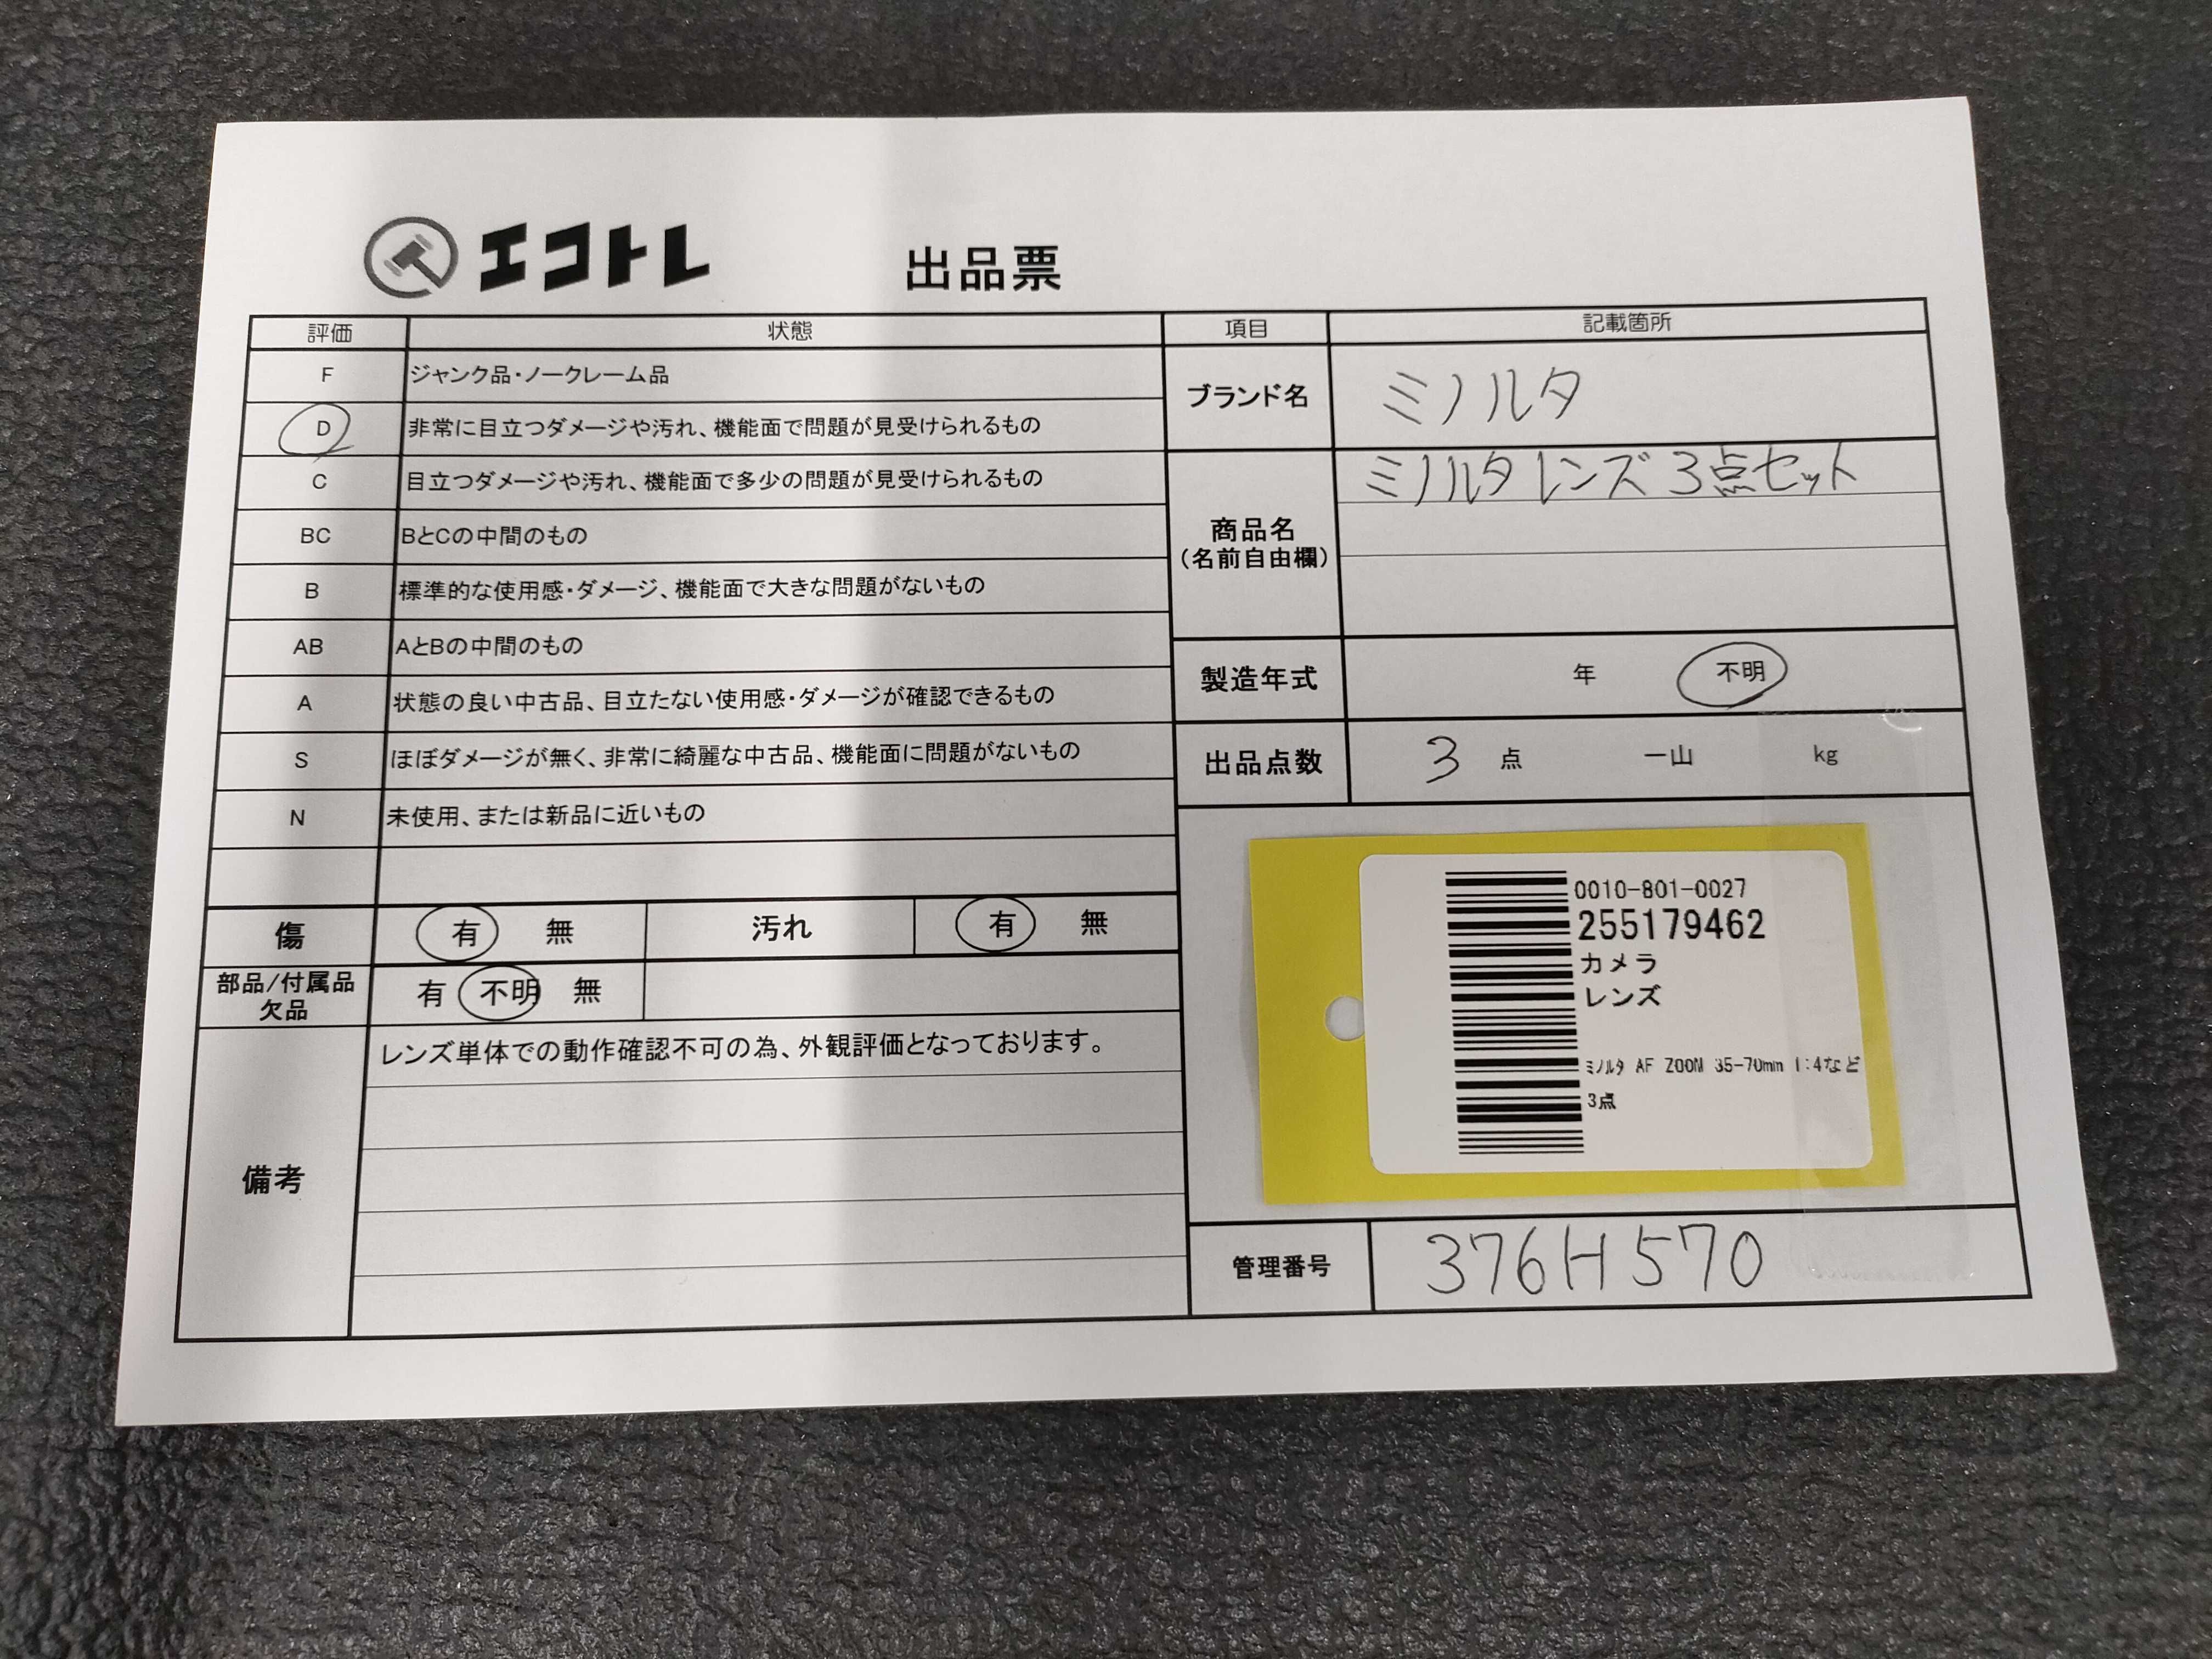 エコトレ 出品票
評価 状態 項目 記載箇所
F ジャンク品・ノークレーム品
D 非常に目立つダメージや汚れ、機能面で問題が見受けられるもの
C 目立つダメージや汚れ、機能面で多少の問題が見受けられるもの
BC BとCの中間のもの
B 標準的な使用感・ダメージ、機能面で大きな問題がないもの
AB AとBの中間のもの
A 状態の良い中古品、目立たない使用感・ダメージが確認できるもの
S ほぼダメージが無く、非常に綺麗な中古品、機能面に問題がないもの
N 未使用、または新品に近いもの
傷 有 無 汚れ 有 無
部品/付属品
欠品
有 不明 無
備考
レンズ単体での動作確認不可の為、外観評価となっております。
ブランド名 ミノルタ
商品名
(名前自由欄)
ミノルタレンズ3点セット
製造年式 年 不明
出品点数 3 点 一山 kg
0010-801-0027
255179462
カメラ
レンズ
ミノルタ AF ZOOM 35-70mm 1:4など
3点
管理番号 376H570